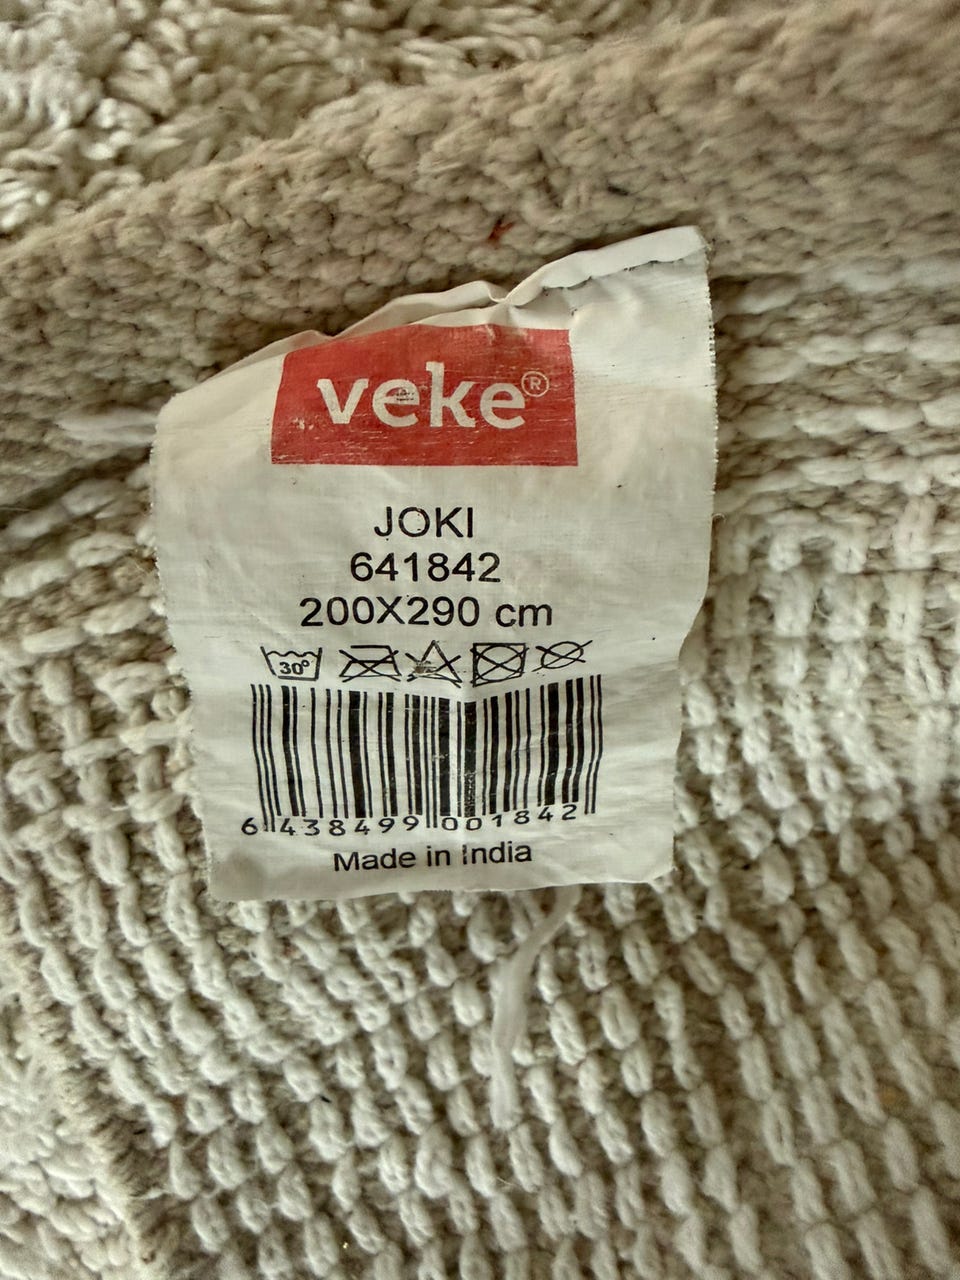 veke®
JOKI
641842
200X290 cm
30°
6 438499 001842
Made in India